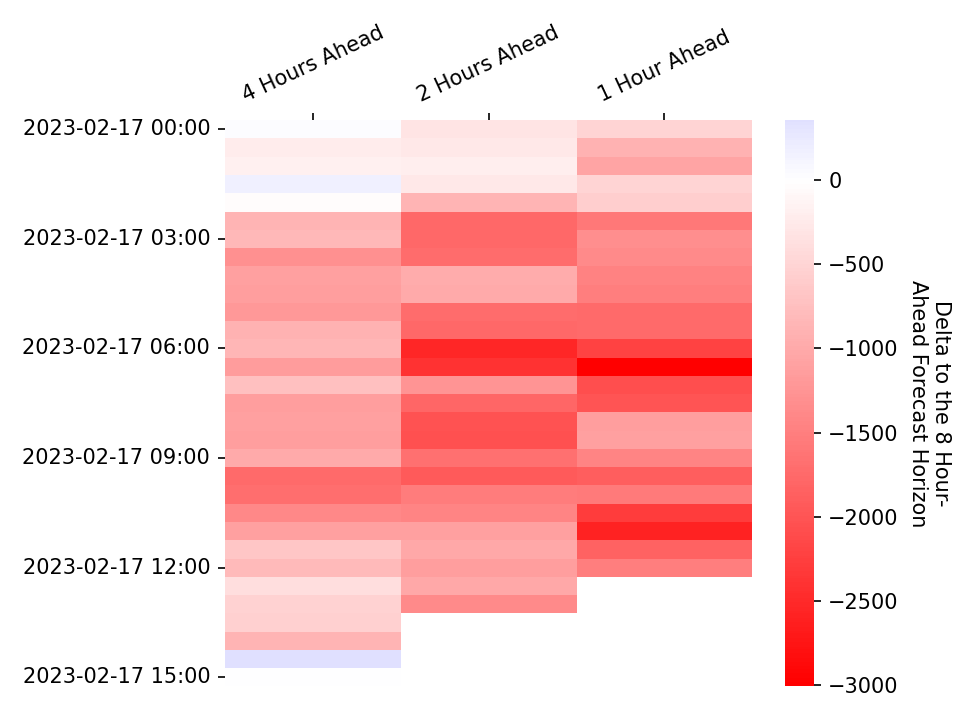 4 Hours Ahead
2 Hours Ahead
1 Hour Ahead
2023-02-17 00:00
2023-02-17 03:00
2023-02-17 06:00
2023-02-17 09:00
2023-02-17 12:00
2023-02-17 15:00
0
−500
−1000
−1500
−2000
−2500
−3000
Delta to the 8 Hour-
Ahead Forecast Horizon